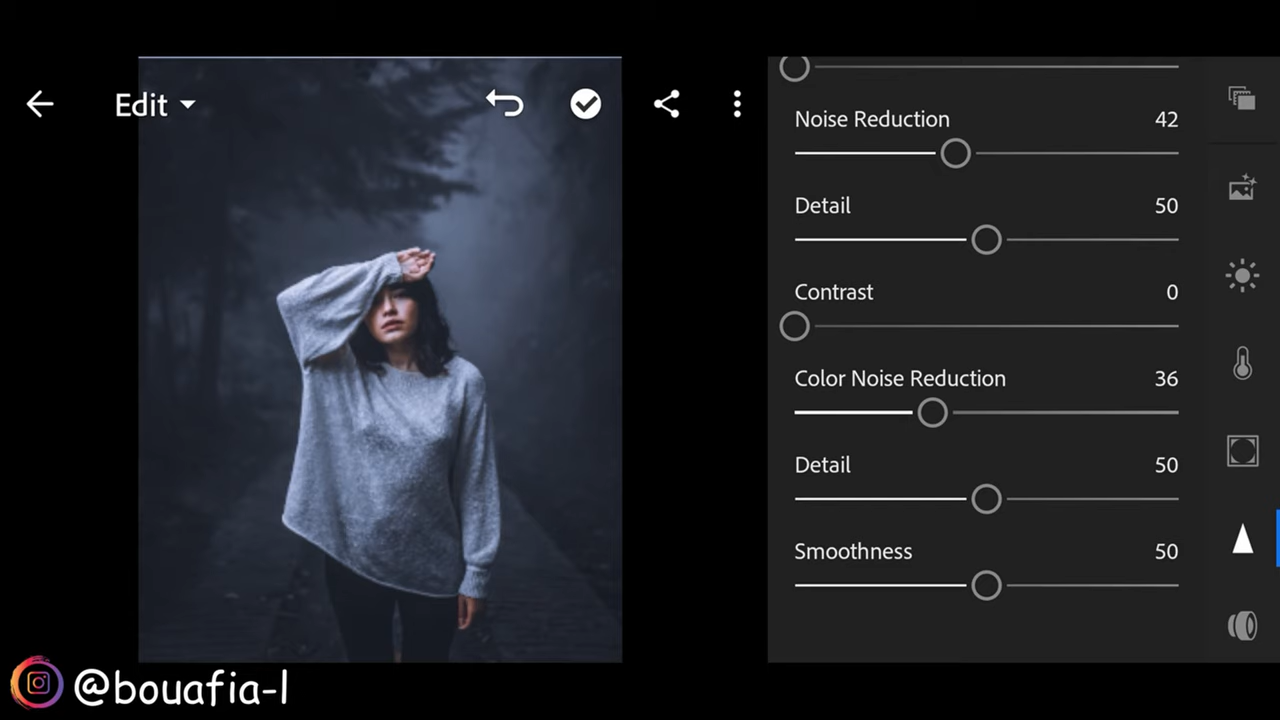 Edit
Noise Reduction 42
Detail 50
Contrast 0
Color Noise Reduction 36
Detail 50
Smoothness 50
@bouafia-l